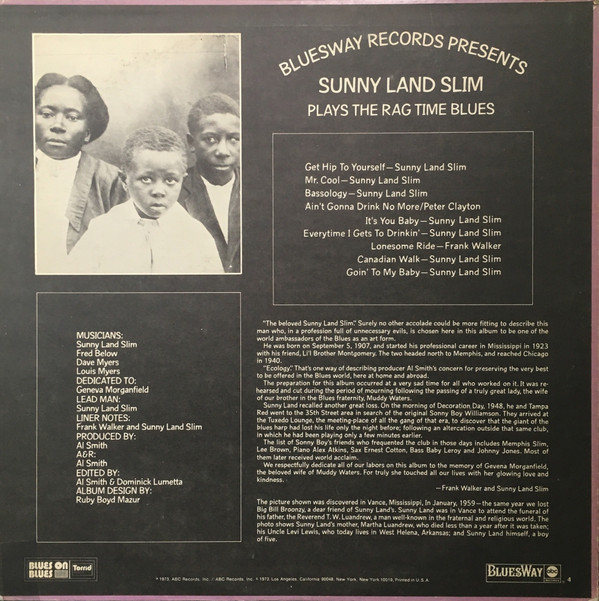 BLUESWAY RECORDS PRESENTS
SUNNY LAND SLIM
PLAYS THE RAG TIME BLUES
Get Hip To Yourself—Sunny Land Slim
Mr. Cool—Sunny Land Slim
Bassology—Sunny Land Slim
Ain't Gonna Drink No More/Peter Clayton
It's You Baby—Sunny Land Slim
Everytime I Gets To Drinkin'—Sunny Land Slim
Lonesome Ride—Frank Walker
Canadian Walk—Sunny Land Slim
Goin' To My Baby—Sunny Land Slim
MUSICIANS:
Sunny Land Slim
Fred Below
Dave Myers
Louis Myers
DEDICATED TO:
Geneva Morganfield
LEAD MAN:
Sunny Land Slim
LINER NOTES:
Frank Walker and Sunny Land Slim
PRODUCED BY:
Al Smith
A&R:
Al Smith
EDITED BY:
Al Smith & Dominick Lumetta
ALBUM DESIGN BY:
Ruby Boyd Mazur
"The beloved Sunny Land Slim." Surely no other accolade could be more fitting to describe this
man who, in a profession full of unnecessary evils, is chosen here in this album to be one of the
world ambassadors of the Blues as an art form.
He was born on September 5, 1907, and started his professional career in Mississippi in 1923
with his friend, Li'l Brother Montgomery. The two headed north to Memphis, and reached Chicago
in 1940.
"Ecology." That's one way of describing producer Al Smith's concern for preserving the very best
to be offered in the Blues world, here at home and abroad.
The preparation for this album occurred at a very sad time for all who worked on it. It was re-
hearsed and cut during the period of mourning following the passing of a truly great lady, the wife
of our brother in the Blues fraternity, Muddy Waters.
Sunny Land recalled another great loss. On the morning of Decoration Day, 1948, he and Tampa
Red went to the 35th Street area in search of the original Sonny Boy Williamson. They arrived at
the Tuxedo Lounge, the meeting-place of all the gang of that era, to discover that the giant of the
blues harp had lost his life only the night before; following an altercation outside that same club,
in which he had been playing only a few minutes earlier.
The list of Sonny Boy's friends who frequented the club in those days includes Memphis Slim,
Lee Brown, Piano Alex Atkins, Sax Ernest Cotton, Bass Baby Leroy and Johnny Jones. Most of
them later received world acclaim.
We respectfully dedicate all of our labors on this album to the memory of Gevena Morganfield,
the beloved wife of Muddy Waters. For truly she touched all our lives with her glowing love and
kindness.
—Frank Walker and Sunny Land Slim
The picture shown was discovered in Vance, Mississippi, In January, 1959—the same year we lost
Big Bill Broonzy, a dear friend of Sunny Land's. Sunny Land was in Vance to attend the funeral of
his father, the Reverend T. W. Luandrew, a man well-known in the fraternal and religious world. The
photo shows Sunny Land's mother, Martha Luandrew, who died less than a year after it was taken;
his Uncle Levi Lewis, who today lives in West Helena, Arkansas; and Sunny Land himself, a boy
of five.
BLUES ON BLUES
℗ 1973, ABC Records, Inc. / ABC Records, Inc. © 1973, Los Angeles, California 90048, New York, New York 10019, Printed in U.S.A.
BLUESWAY
abc
4